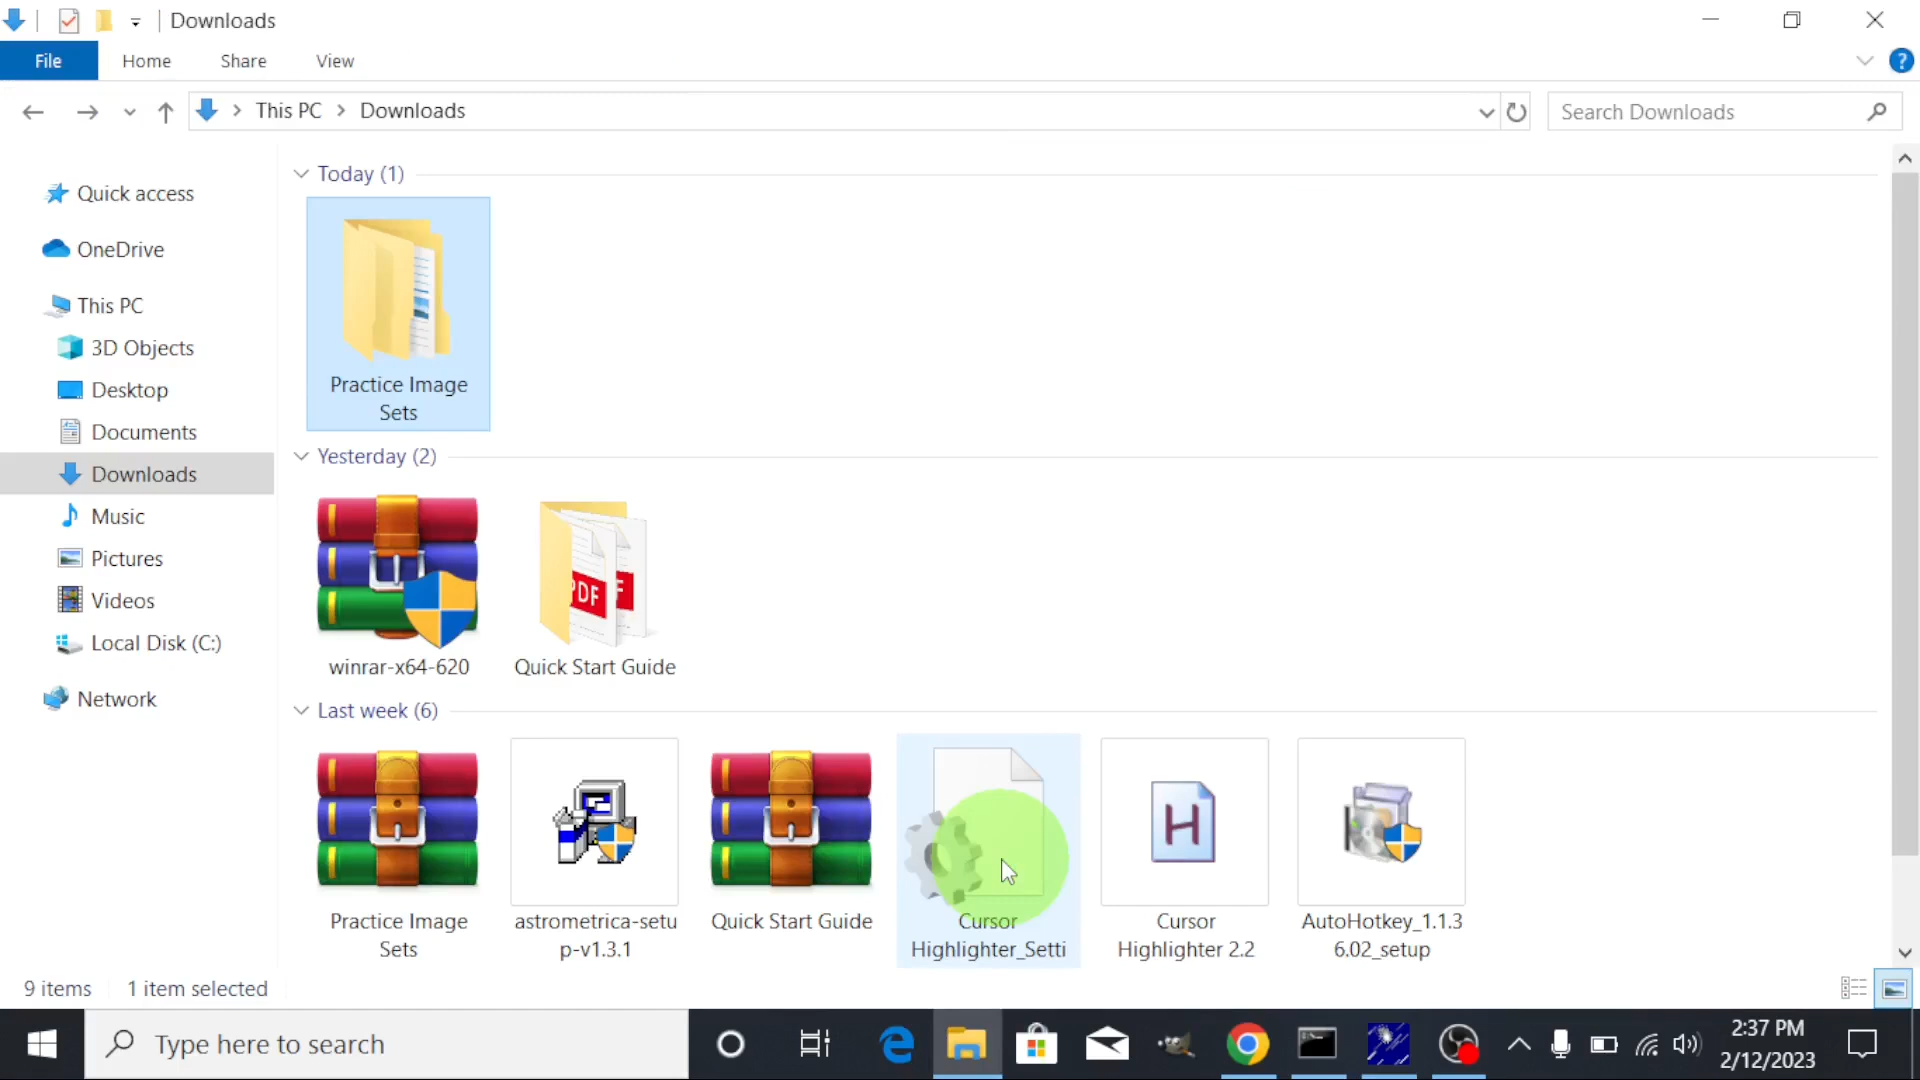 Downloads
File
Home
Share
View
?
This PC
Downloads
Search Downloads
Quick access
OneDrive
This PC
3D Objects
Desktop
Documents
Downloads
Music
Pictures
Videos
Local Disk (C:)
Network
Today (1)
Practice Image
Sets
Yesterday (2)
PDF
winrar-x64-620
Quick Start Guide
Last week (6)
H
Practice Image
Sets
astrometrica-setu
p-v1.3.1
Quick Start Guide
Cursor
Highlighter_Setti
Cursor
Highlighter 2.2
AutoHotkey_1.1.3
6.02_setup
9 items
1 item selected
Type here to search
2:37 PM
2/12/2023